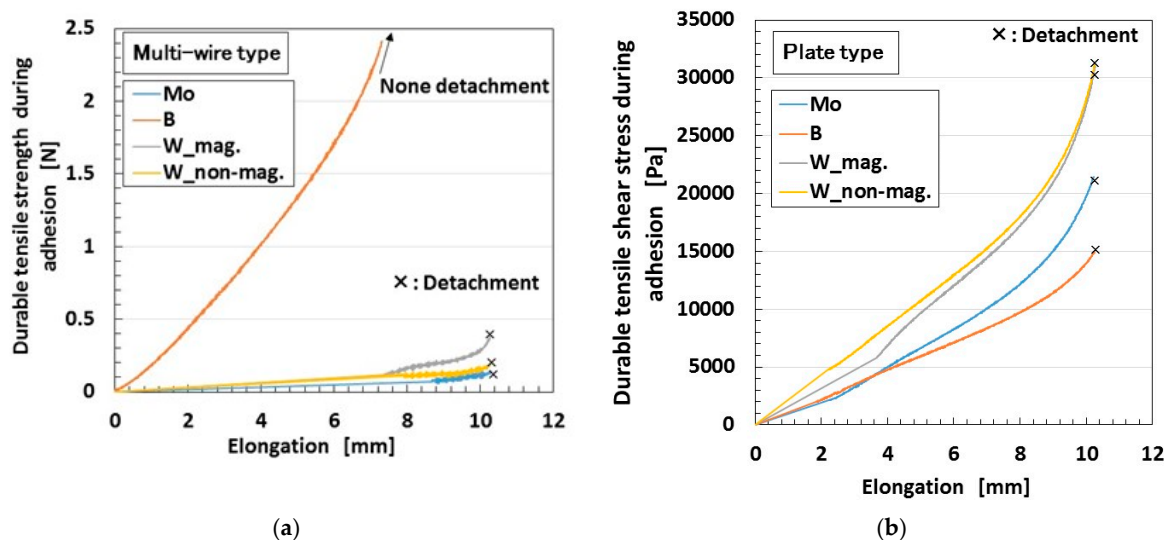 Durable tensile strength during
adhesion [N]
2.5
2
1.5
1
0.5
0
Multi-wire type
Mo
B
W_mag.
W_non-mag.
None detachment
× : Detachment
0 2 4 6 8 10 12
Elongation [mm]
(a)
Durable tensile shear stress during
adhesion [Pa]
35000
30000
25000
20000
15000
10000
5000
0
Plate type
× : Detachment
Mo
B
W_mag.
W_non-mag.
0 2 4 6 8 10 12
Elongation [mm]
(b)